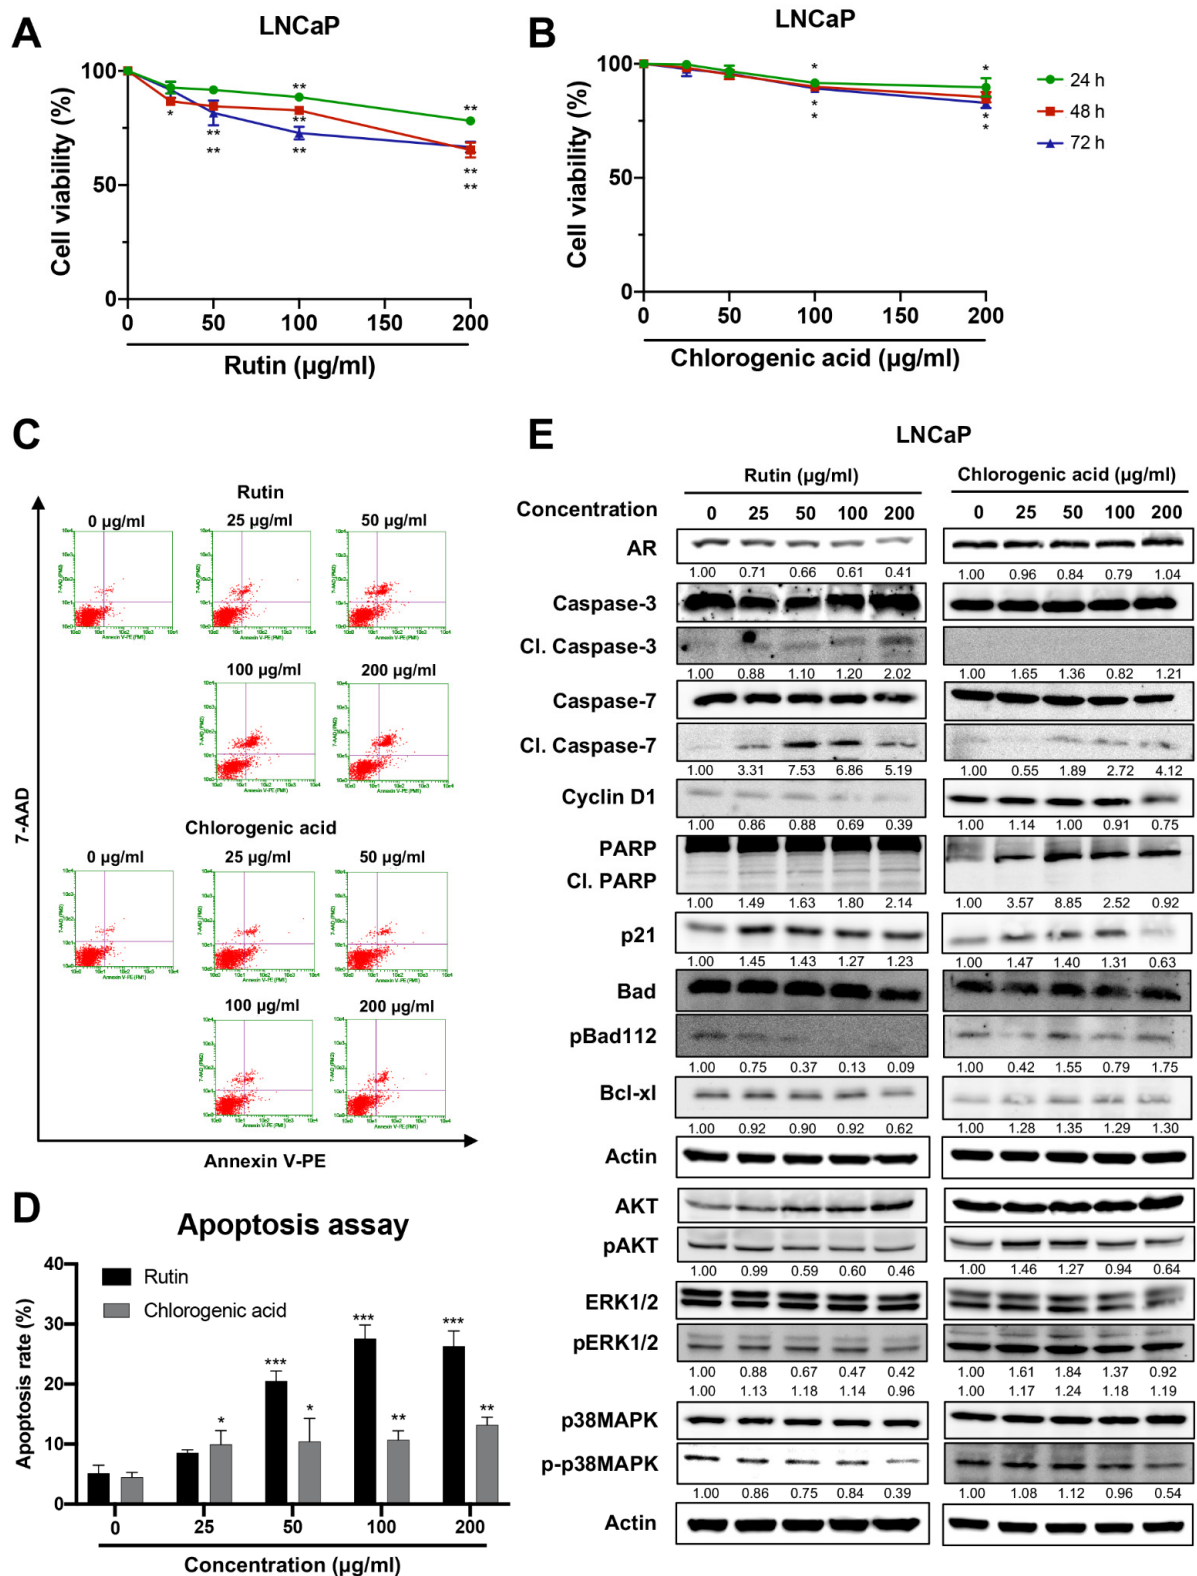 A
LNCaP
Cell viability (%)
100
50
0
** ** * ** ** ** ** ** **
0 50 100 150 200
Rutin (µg/ml)
B
LNCaP
Cell viability (%)
100
50
0
* * * * * *
0 50 100 150 200
Chlorogenic acid (µg/ml)
24 h
48 h
72 h
C
7-AAD
Rutin
0 µg/ml 25 µg/ml 50 µg/ml
100 µg/ml 200 µg/ml
Chlorogenic acid
0 µg/ml 25 µg/ml 50 µg/ml
100 µg/ml 200 µg/ml
Annexin V-PE
D
Apoptosis assay
Apoptosis rate (%)
40
30
20
10
0
Rutin
Chlorogenic acid
* *** * *** ** *** **
0 25 50 100 200
Concentration (µg/ml)
E
LNCaP
Rutin (µg/ml) Chlorogenic acid (µg/ml)
Concentration 0 25 50 100 200 0 25 50 100 200
AR
1.00 0.71 0.66 0.61 0.41 1.00 0.96 0.84 0.79 1.04
Caspase-3
Cl. Caspase-3
1.00 0.88 1.10 1.20 2.02 1.00 1.65 1.36 0.82 1.21
Caspase-7
Cl. Caspase-7
1.00 3.31 7.53 6.86 5.19 1.00 0.55 1.89 2.72 4.12
Cyclin D1
1.00 0.86 0.88 0.69 0.39 1.00 1.14 1.00 0.91 0.75
PARP
Cl. PARP
1.00 1.49 1.63 1.80 2.14 1.00 3.57 8.85 2.52 0.92
p21
1.00 1.45 1.43 1.27 1.23 1.00 1.47 1.40 1.31 0.63
Bad
pBad112
1.00 0.75 0.37 0.13 0.09 1.00 0.42 1.55 0.79 1.75
Bcl-xl
1.00 0.92 0.90 0.92 0.62 1.00 1.28 1.35 1.29 1.30
Actin
AKT
pAKT
1.00 0.99 0.59 0.60 0.46 1.00 1.46 1.27 0.94 0.64
ERK1/2
pERK1/2
1.00 0.88 0.67 0.47 0.42 1.00 1.61 1.84 1.37 0.92
1.00 1.13 1.18 1.14 0.96 1.00 1.17 1.24 1.18 1.19
p38MAPK
p-p38MAPK
1.00 0.86 0.75 0.84 0.39 1.00 1.08 1.12 0.96 0.54
Actin